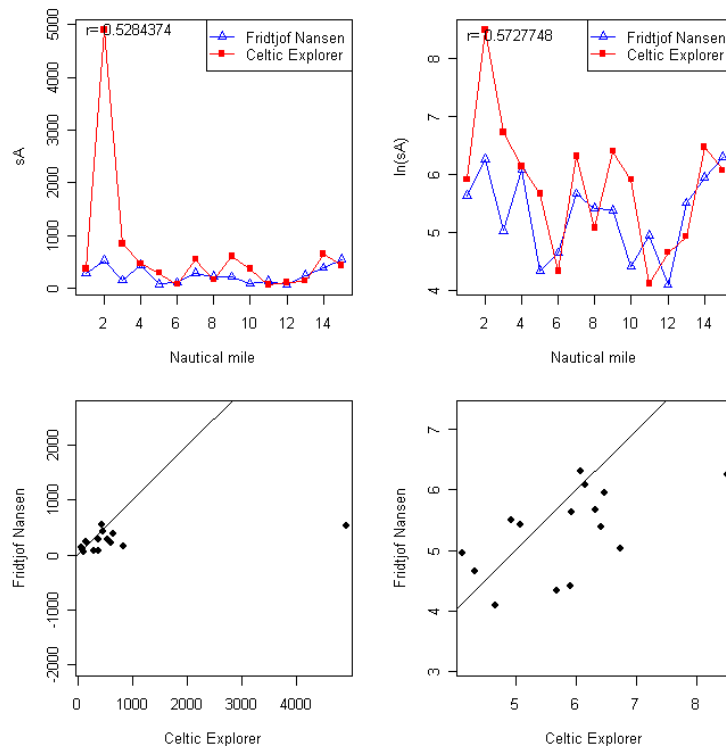 r= 0.5284374
Fridtjof Nansen
Celtic Explorer
sA
0 1000 2000 3000 4000 5000
2 4 6 8 10 12 14
Nautical mile
r= 0.5727748
Fridtjof Nansen
Celtic Explorer
ln(sA)
4 5 6 7 8
2 4 6 8 10 12 14
Nautical mile
Fridtjof Nansen
-2000 -1000 0 1000 2000
0 1000 2000 4000
Celtic Explorer
Fridtjof Nansen
3 4 5 6 7
5 6 7 8
Celtic Explorer